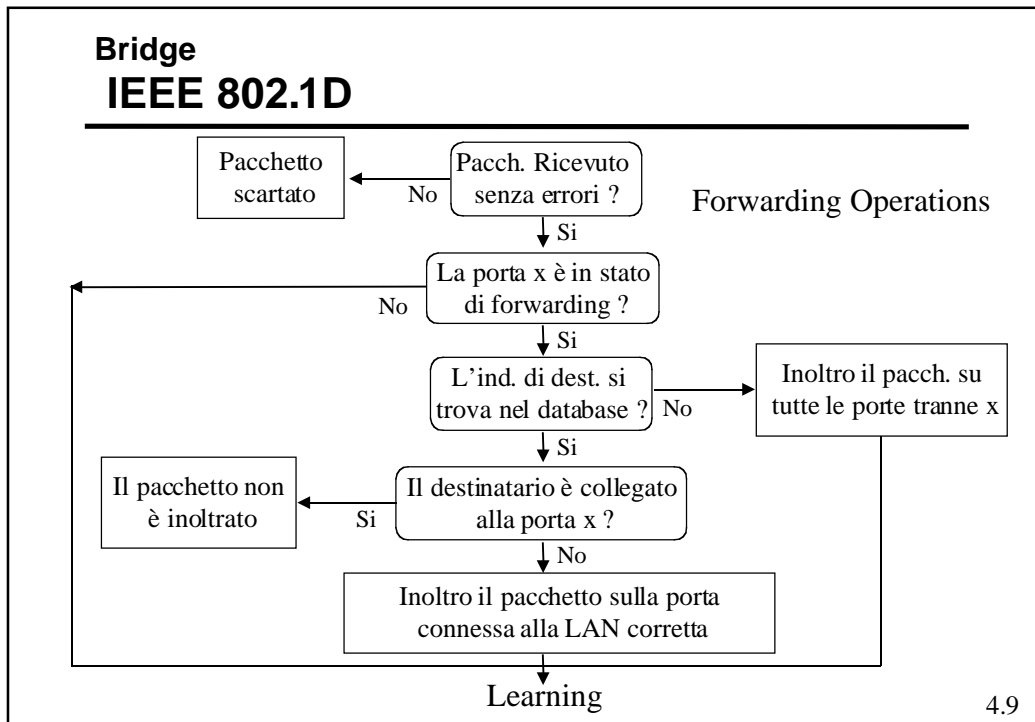 Bridge
IEEE 802.1D
Pacchetto
scartato
No
Pacch. Ricevuto
senza errori ?
Forwarding Operations
Si
La porta x è in stato
di forwarding ?
No
Si
L'ind. di dest. si
trova nel database ?
No
Inoltro il pacch. su
tutte le porte tranne x
Si
Il pacchetto non
è inoltrato
Si
Il destinatario è collegato
alla porta x ?
No
Inoltro il pacchetto sulla porta
connessa alla LAN corretta
Learning
4.9